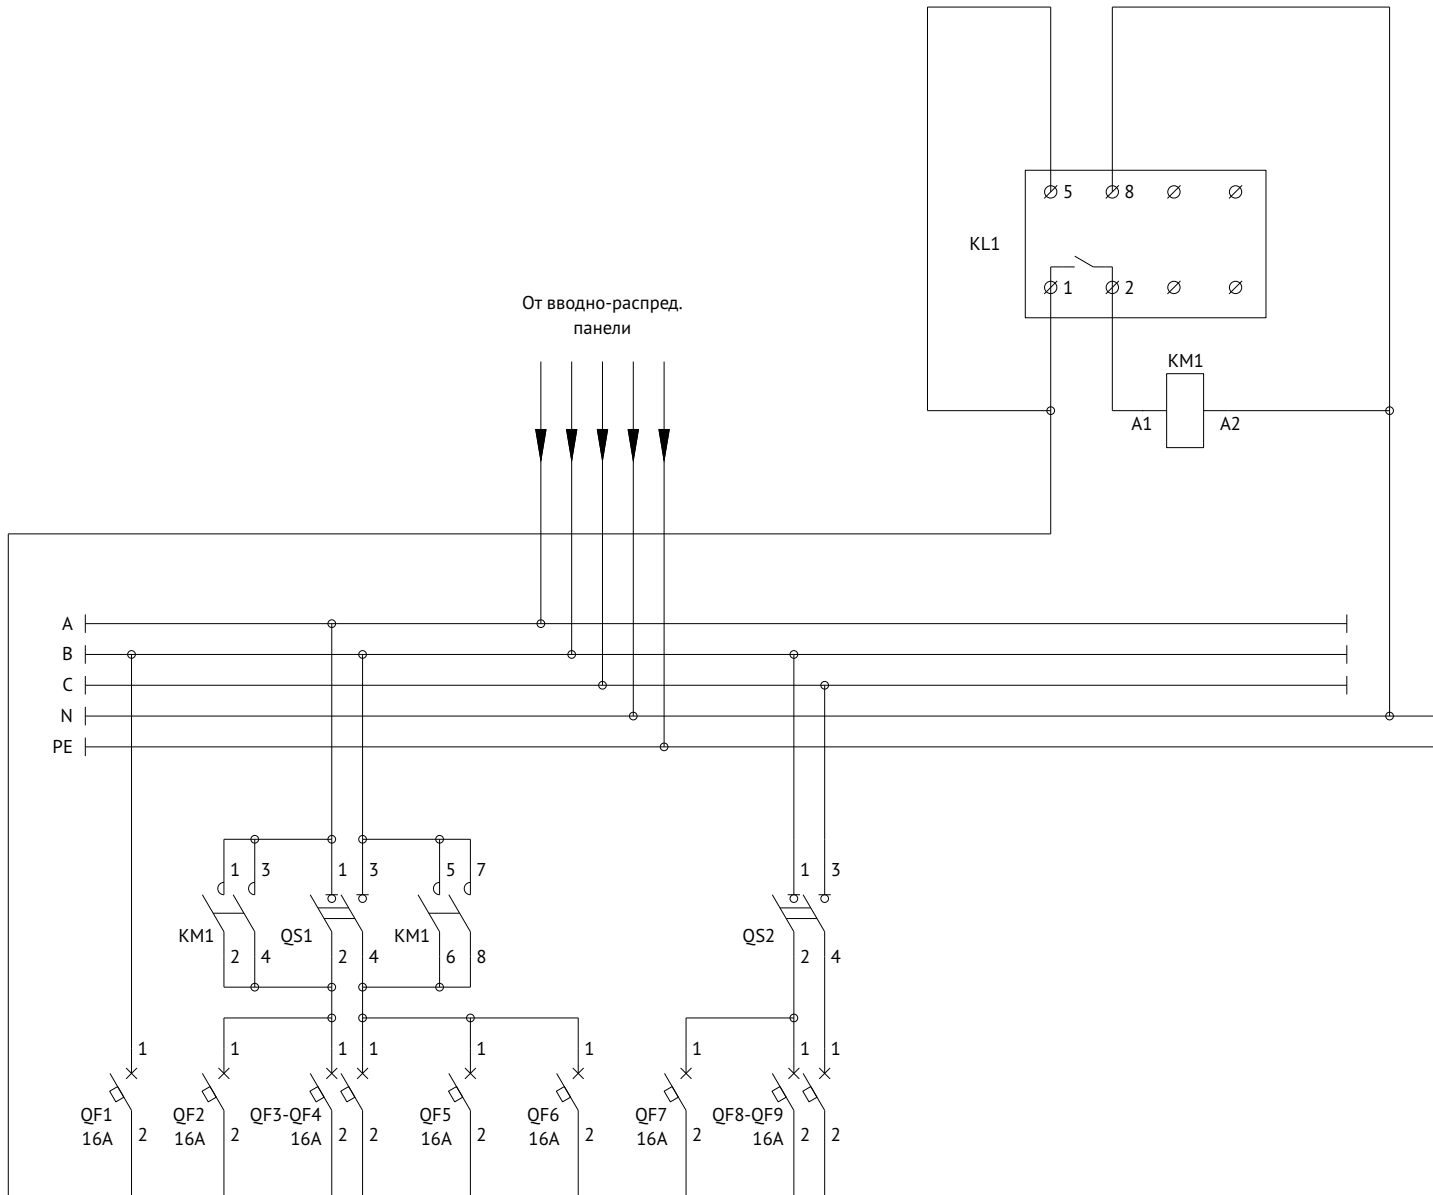 5 8
KL1
1 2
От вводно-распред.
панели
KM1
A1 A2
A
B
C
N
PE
1 3 1 3 5 7 1 3
KM1 QS1 KM1 QS2
2 4 2 4 6 8 2 4
1 1 1 1 1 1 1 1 1
QF1 QF2 QF3-QF4 QF5 QF6 QF7 QF8-QF9
16A 2 16A 2 16A 2 2 16A 2 16A 2 16A 2 16A 2 2